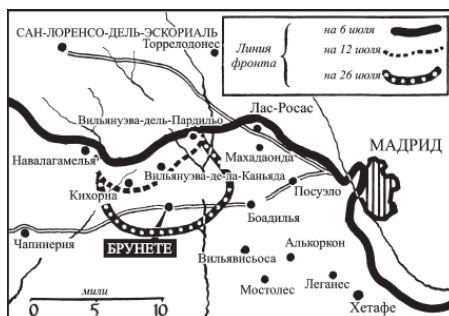 САН-ЛОРЕНСО-ДЕЛЬ-ЭСКОРИАЛЬ
Торрелодонес
Линия
фронта
на 6 июля
на 12 июля
на 26 июля
Вильянуэва-дель-Пардильо
Лас-Росас
Навалагамелья
Махадаонда
МАДРИД
Вильянуэва-де-ла-Каньяда
Посуэло
Кихорна
Боадилья
Чапинерия
БРУНЕТЕ
Вильявисьоса
Алькоркон
Мостолес
Леганес
Хетафе
мили
0 5 10